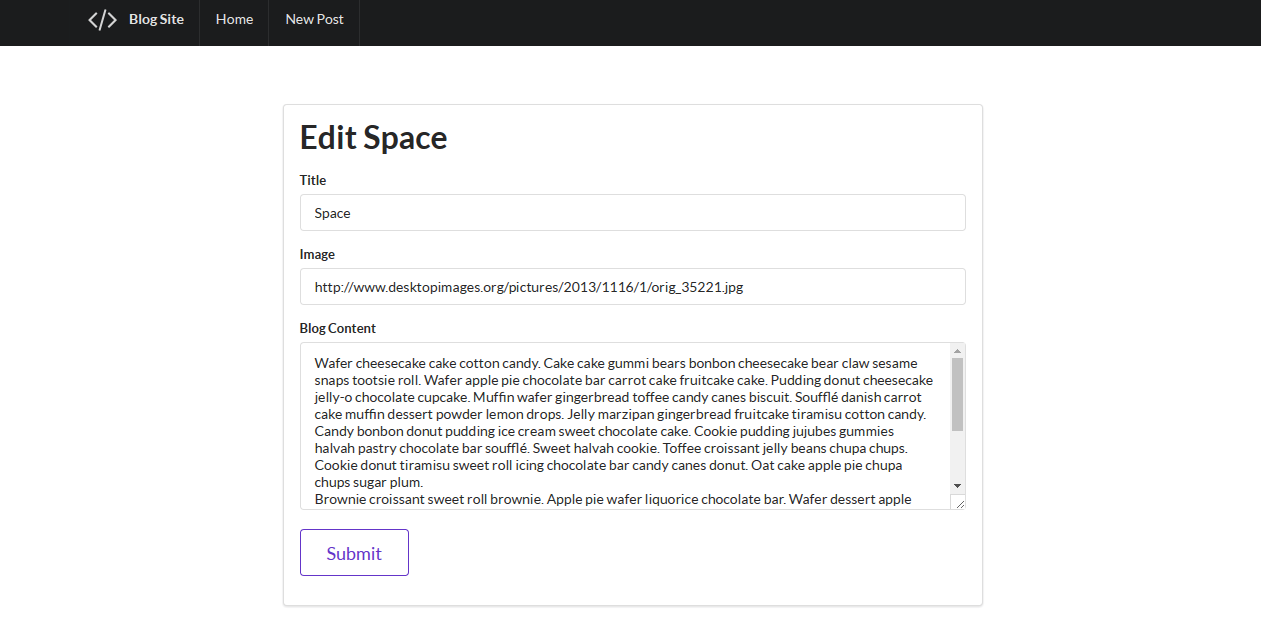 Blog Site Home New Post
Edit Space
Title
Space
Image
http://www.desktopimages.org/pictures/2013/1116/1/orig_35221.jpg
Blog Content
Wafer cheesecake cake cotton candy. Cake cake gummi bears bonbon cheesecake bear claw sesame
snaps tootsie roll. Wafer apple pie chocolate bar carrot cake fruitcake cake. Pudding donut cheesecake
jelly-o chocolate cupcake. Muffin wafer gingerbread toffee candy canes biscuit. Soufflé danish carrot
cake muffin dessert powder lemon drops. Jelly marzipan gingerbread fruitcake tiramisu cotton candy.
Candy bonbon donut pudding ice cream sweet chocolate cake. Cookie pudding jujubes gummies
halvah pastry chocolate bar soufflé. Sweet halvah cookie. Toffee croissant jelly beans chupa chups.
Cookie donut tiramisu sweet roll icing chocolate bar candy canes donut. Oat cake apple pie chupa
chups sugar plum.
Brownie croissant sweet roll brownie. Apple pie wafer liquorice chocolate bar. Wafer dessert apple
Submit